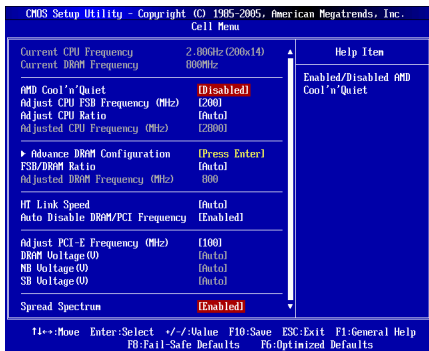 CMOS Setup Utility - Copyright (C) 1985-2005, American Megatrends, Inc.
Cell Menu
Current CPU Frequency 2.80GHz(200x14)
Current DRAM Frequency 800MHz
AMD Cool'n'Quiet [Disabled]
Adjust CPU FSB Frequency (MHz) [200]
Adjust CPU Ratio [Auto]
Adjusted CPU Frequency (MHz) [2800]
▶ Advance DRAM Configuration [Press Enter]
FSB/DRAM Ratio [Auto]
Adjusted DRAM Frequency (MHz) 800
HT Link Speed [Auto]
Auto Disable DRAM/PCI Frequency [Enabled]
Adjust PCI-E Frequency (MHz) [100]
DRAM Voltage(V) [Auto]
NB Voltage(V) [Auto]
SB Voltage(V) [Auto]
Spread Spectrum [Enabled]
Help Item
Enabled/Disabled AMD
Cool'n'Quiet
↑↓←→:Move Enter:Select +/-/:Value F10:Save ESC:Exit F1:General Help
F8:Fail-Safe Defaults F6:Optimized Defaults